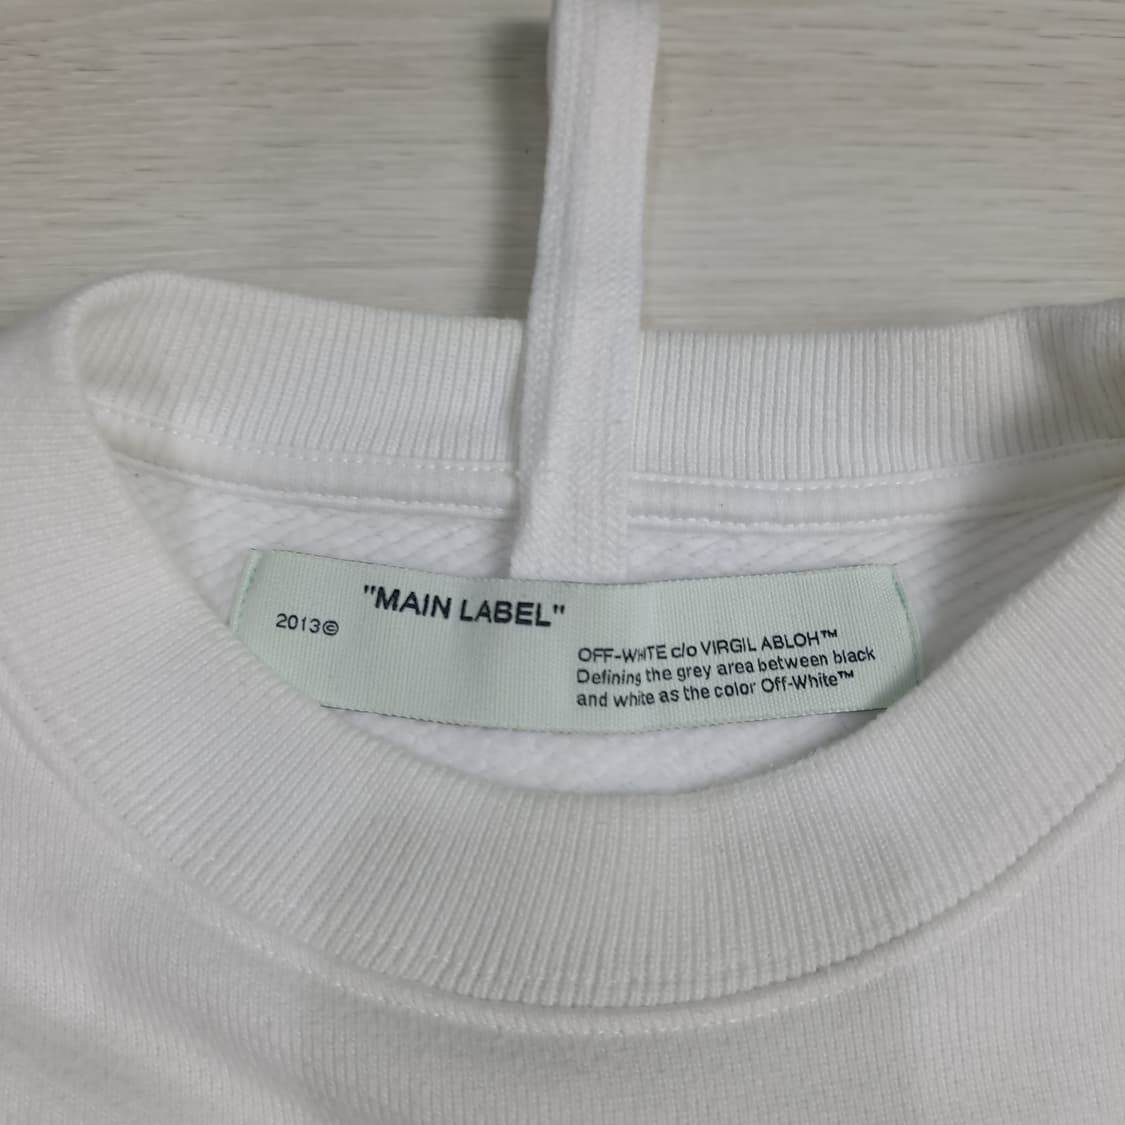 "MAIN LABEL"
2013©
OFF-WHITE c/o VIRGIL ABLOH™
Defining the grey area between black
and white as the color Off-White™